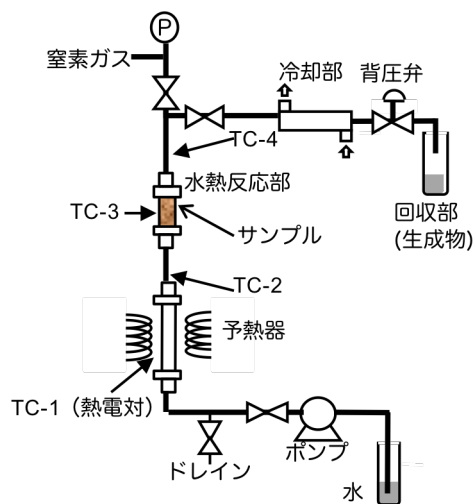 P
窒素ガス
冷却部
背圧弁
TC-4
水熱反応部
TC-3
サンプル
回収部
(生成物)
TC-2
予熱器
TC-1（熱電対）
ポンプ
ドレイン
水